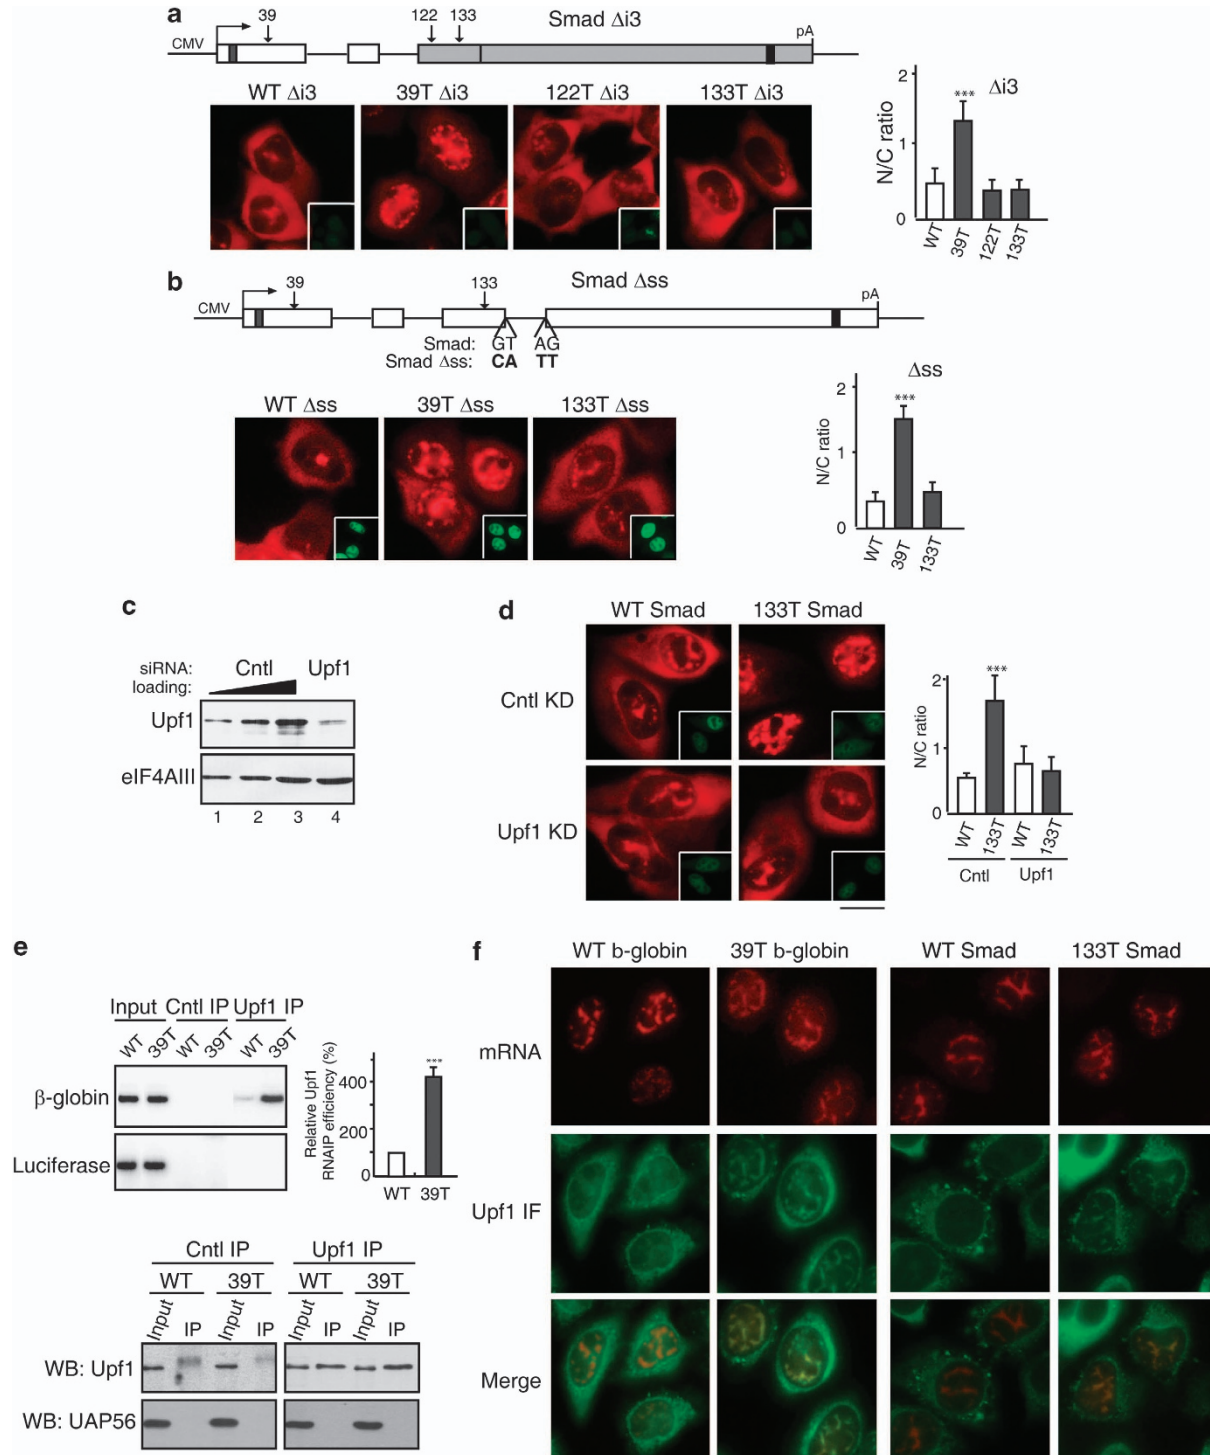 a
39 122 133 Smad Δi3 pA
CMV
WT Δi3 39T Δi3 122T Δi3 133T Δi3
2 Δi3
***
N/C ratio
1
0
WT 39T 122T 133T
b
39 133 Smad Δss pA
CMV
Smad: GT AG
Smad Δss: CA TT
WT Δss 39T Δss 133T Δss
Δss
2 ***
N/C ratio
1
0
WT 39T 133T
c
siRNA: Cntl Upf1
loading:
Upf1
eIF4AIII
1 2 3 4
d
WT Smad 133T Smad
Cntl KD
Upf1 KD
***
2
N/C ratio
1
0
WT 133T WT 133T
Cntl Upf1
e
Input Cntl IP Upf1 IP
WT 39T WT 39T WT 39T
β-globin
Luciferase
Relative Upf1
RNAIP efficiency (%)
***
400
200
0
WT 39T
Cntl IP Upf1 IP
WT 39T WT 39T
Input IP Input IP Input IP Input IP
WB: Upf1
WB: UAP56
f
WT b-globin 39T b-globin WT Smad 133T Smad
mRNA
Upf1 IF
Merge